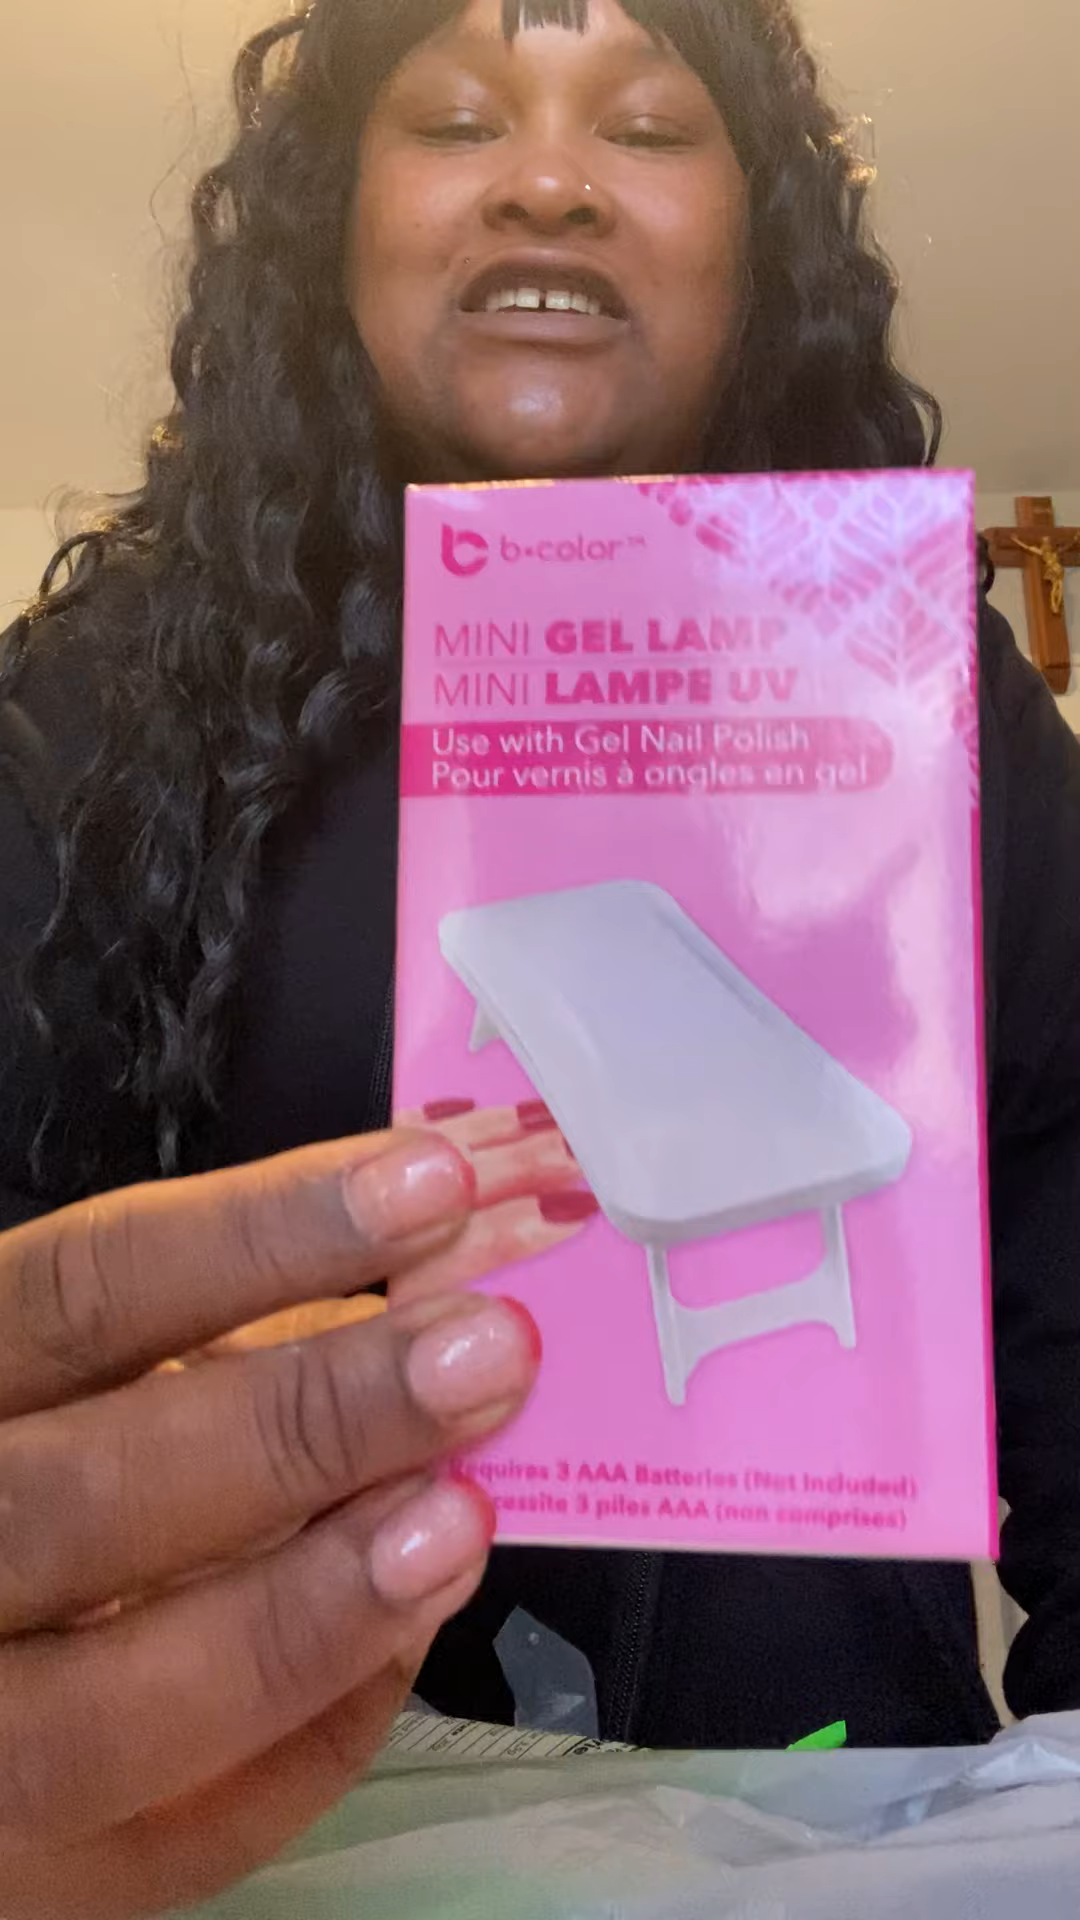 b•color™
MINI GEL LAMP
MINI LAMPE UV
Use with Gel Nail Polish
Pour vernis à ongles en gel
Requires 3 AAA Batteries (Not Included)
cessite 3 piles AAA (non comprises)